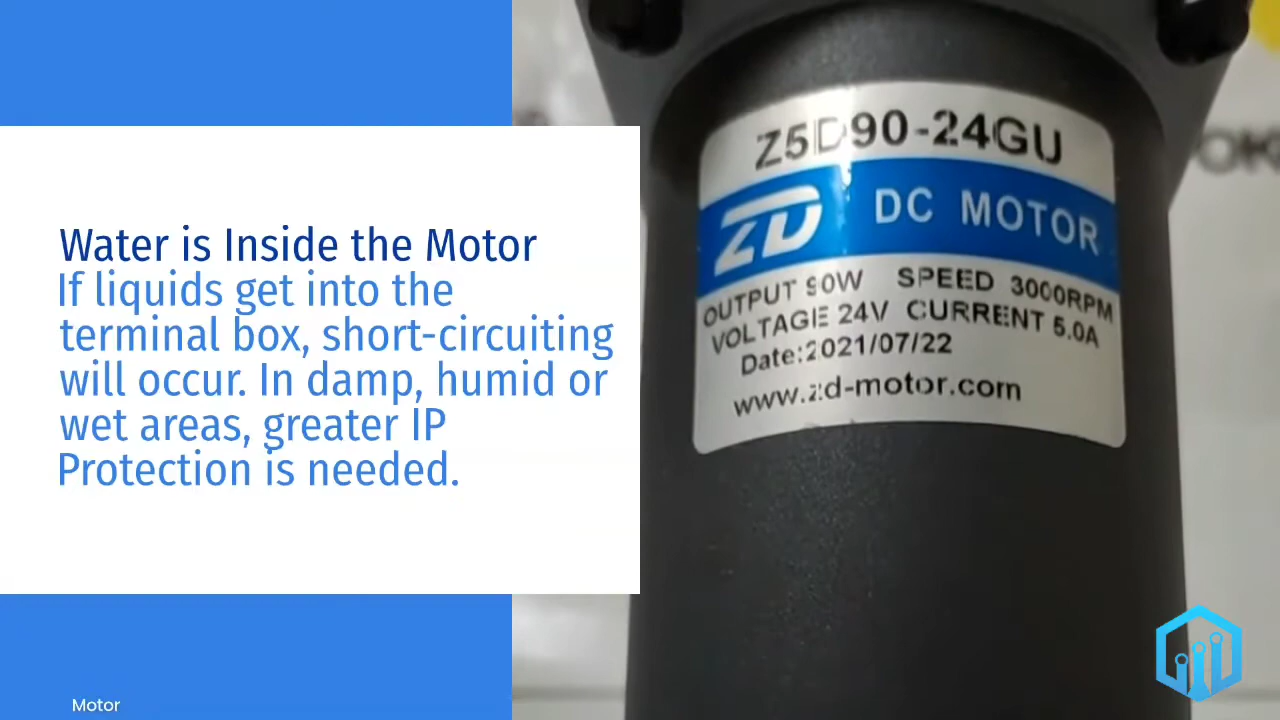 Water is Inside the Motor
If liquids get into the
terminal box, short-circuiting
will occur. In damp, humid or
wet areas, greater IP
Protection is needed.
Motor
Z5D90-24GU
ZD DC MOTOR
OUTPUT 90W SPEED 3000RPM
VOLTAGE 24V CURRENT 5.0A
Date:2021/07/22
www.zd-motor.com